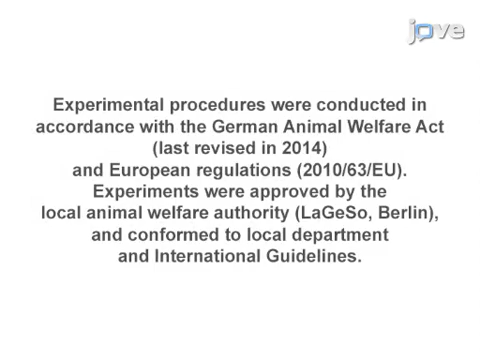 jove
Experimental procedures were conducted in
accordance with the German Animal Welfare Act
(last revised in 2014)
and European regulations (2010/63/EU).
Experiments were approved by the
local animal welfare authority (LaGeSo, Berlin),
and conformed to local department
and International Guidelines.